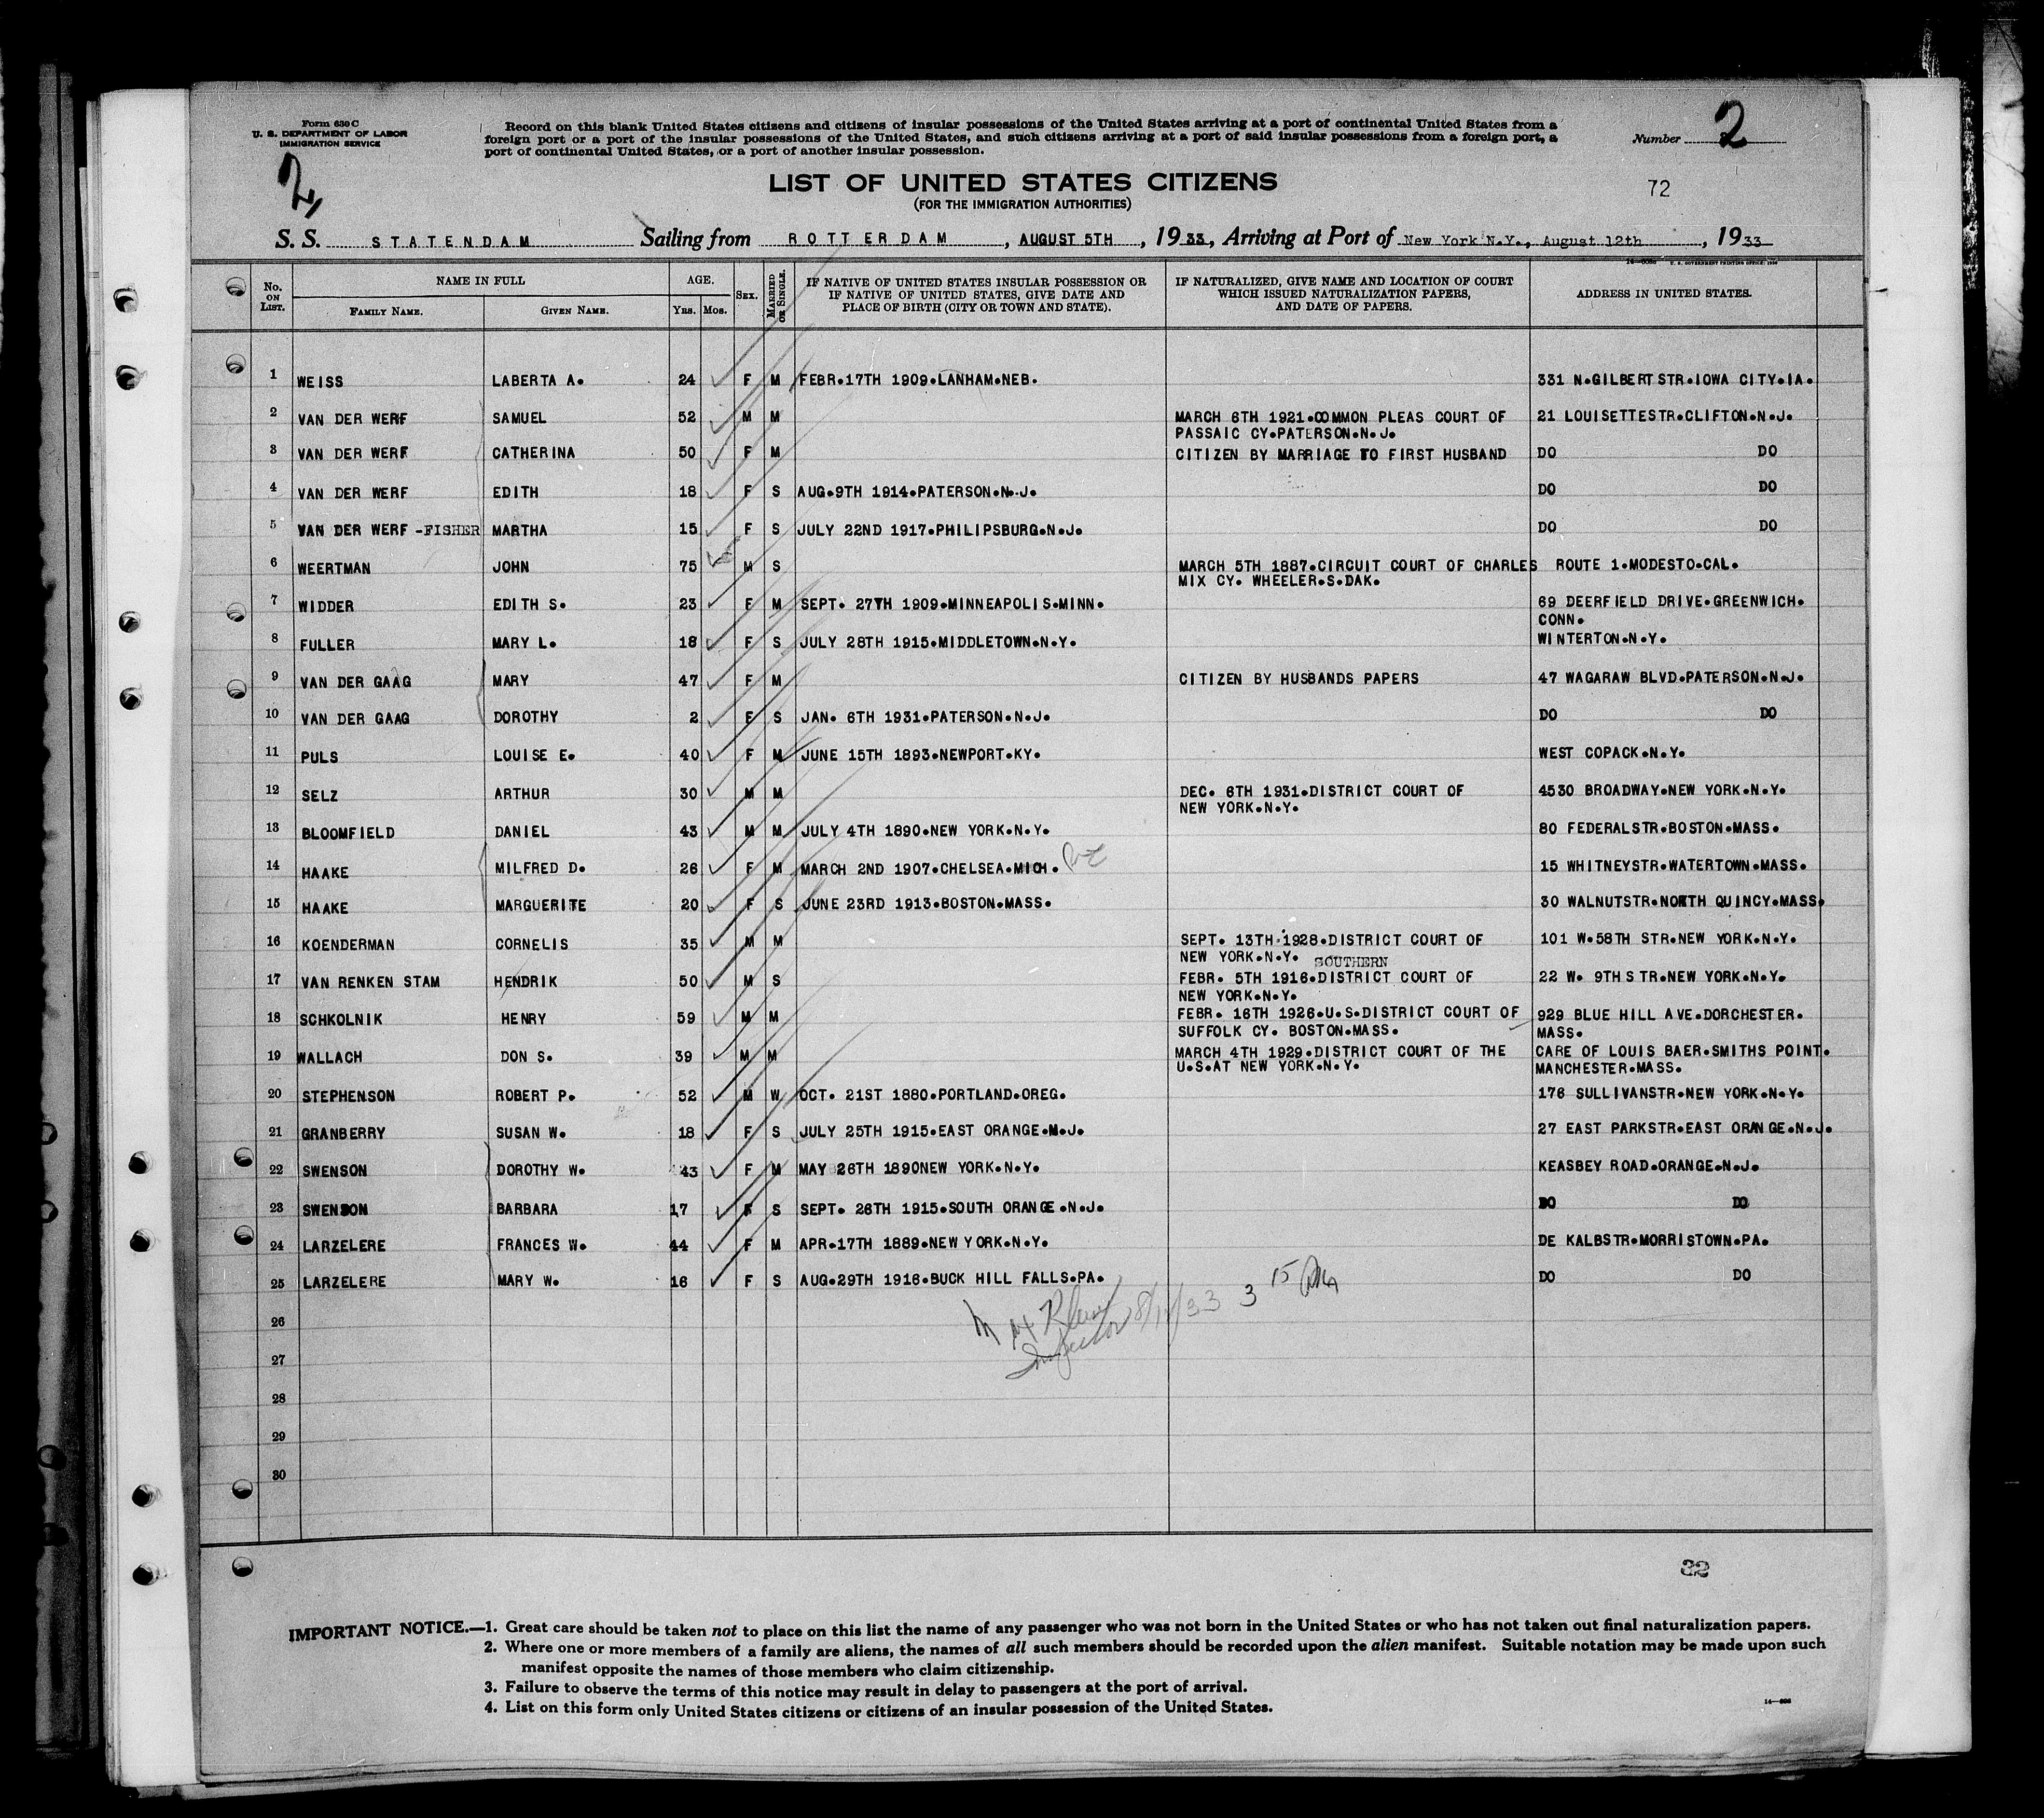 Form 630 C
U. S. DEPARTMENT OF LABOR
IMMIGRATION SERVICE
2
Record on this blank United States citizens and citizens of insular possessions of the United States arriving at a port of continental United States from a
foreign port or a port of the insular possessions of the United States, and such citizens arriving at a port of said insular possessions from a foreign port, a
port of continental United States, or a port of another insular possession.
Number 2
LIST OF UNITED STATES CITIZENS
72
(FOR THE IMMIGRATION AUTHORITIES)
S. S. STATENDAM Sailing from ROTTERDAM, AUGUST 5TH, 1933, Arriving at Port of New York N.Y., August 12th, 1933
U. S. GOVERNMENT PRINTING OFFICE: 1930
No. ON LIST. NAME IN FULL FAMILY NAME. GIVEN NAME. AGE. YRS. MOS. SEX. MARRIED OR SINGLE. IF NATIVE OF UNITED STATES INSULAR POSSESSION OR IF NATIVE OF UNITED STATES, GIVE DATE AND PLACE OF BIRTH (CITY OR TOWN AND STATE). IF NATURALIZED, GIVE NAME AND LOCATION OF COURT WHICH ISSUED NATURALIZATION PAPERS, AND DATE OF PAPERS. ADDRESS IN UNITED STATES.
1 WEISS LABERTA A. 24 F M FEBR.17TH 1909.LANHAM.NEB. 331 N.GILBERTSTR.IOWA CITY.IA.
2 VAN DER WERF SAMUEL 52 M M MARCH 6TH 1921.COMMON PLEAS COURT OF 21 LOUISETTESTR.CLIFTON.N.J.
PASSAIC CY.PATERSON.N.J.
3 VAN DER WERF CATHERINA 50 F M CITIZEN BY MARRIAGE TO FIRST HUSBAND DO DO
4 VAN DER WERF EDITH 18 F S AUG.9TH 1914.PATERSON.N.J. DO DO
5 VAN DER WERF -FISHER MARTHA 15 F S JULY 22ND 1917.PHILIPSBURG.N.J. DO DO
6 WEERTMAN JOHN 75 M S MARCH 5TH 1887.CIRCUIT COURT OF CHARLES ROUTE 1.MODESTO.CAL.
MIX CY. WHEELER.S.DAK.
7 WIDDER EDITH S. 23 F M SEPT. 27TH 1909.MINNEAPOLIS.MINN. 69 DEERFIELD DRIVE.GREENWICH.
CONN.
8 FULLER MARY L. 18 F S JULY 28TH 1915.MIDDLETOWN.N.Y. WINTERTON.N.Y.
9 VAN DER GAAG MARY 47 F M CITIZEN BY HUSBANDS PAPERS 47 WAGARAW BLVD.PATERSON.N.J.
10 VAN DER GAAG DOROTHY 2 F S JAN. 6TH 1931.PATERSON.N.J. DO DO
11 PULS LOUISE E. 40 F M JUNE 15TH 1893.NEWPORT.KY. WEST COPACK.N.Y.
12 SELZ ARTHUR 30 M M DEC. 6TH 1931.DISTRICT COURT OF 4530 BROADWAY.NEW YORK.N.Y.
NEW YORK.N.Y.
13 BLOOMFIELD DANIEL 43 M M JULY 4TH 1890.NEW YORK.N.Y. 80 FEDERALSTR.BOSTON.MASS.
14 HAAKE MILFRED D. 26 F M MARCH 2ND 1907.CHELSEA.MICH. 15 WHITNEYSTR.WATERTOWN.MASS.
15 HAAKE MARGUERITE 20 F S JUNE 23RD 1913.BOSTON.MASS. 30 WALNUTSTR.NORTH QUINCY.MASS.
16 KOENDERMAN CORNELIS 35 M M SEPT. 13TH.1928.DISTRICT COURT OF 101 W.58TH STR.NEW YORK.N.Y.
NEW YORK.N.Y. SOUTHERN
17 VAN RENKEN STAM HENDRIK 50 M S FEBR. 5TH 1916.DISTRICT COURT OF 22 W. 9TH STR.NEW YORK.N.Y.
NEW YORK.N.Y.
18 SCHKOLNIK HENRY 59 M M FEBR. 16TH 1926.U.S.DISTRICT COURT OF 929 BLUE HILL AVE.DORCHESTER.
SUFFOLK CY. BOSTON.MASS. MASS.
19 WALLACH DON S. 39 M M MARCH 4TH 1929.DISTRICT COURT OF THE CARE OF LOUIS BAER.SMITHS POINT.
U.S.AT NEW YORK.N.Y. MANCHESTER.MASS.
20 STEPHENSON ROBERT P. 52 M W OCT. 21ST 1880.PORTLAND.OREG. 176 SULLIVANSTR.NEW YORK.N.Y.
21 GRANBERRY SUSAN W. 18 F S JULY 25TH 1915.EAST ORANGE.N.J. 27 EAST PARKSTR.EAST ORANGE.N.J.
22 SWENSON DOROTHY W. 43 F M MAY 26TH 1890NEW YORK.N.Y. KEASBEY ROAD.ORANGE.N.J.
23 SWENSON BARBARA 17 F S SEPT. 26TH 1915.SOUTH ORANGE.N.J. DO DO
24 LARZELERE FRANCES W. 44 F M APR.17TH 1889.NEW YORK.N.Y. DE KALBSTR.MORRISTOWN.PA.
25 LARZELERE MARY W. 16 F S AUG.29TH 1916.BUCK HILL FALLS.PA. DO DO
26
27
28
29
30
Inspector 8/12/33 3 15
32
IMPORTANT NOTICE.—1. Great care should be taken not to place on this list the name of any passenger who was not born in the United States or who has not taken out final naturalization papers.
2. Where one or more members of a family are aliens, the names of all such members should be recorded upon the alien manifest. Suitable notation may be made upon such
manifest opposite the names of those members who claim citizenship.
3. Failure to observe the terms of this notice may result in delay to passengers at the port of arrival.
4. List on this form only United States citizens or citizens of an insular possession of the United States.